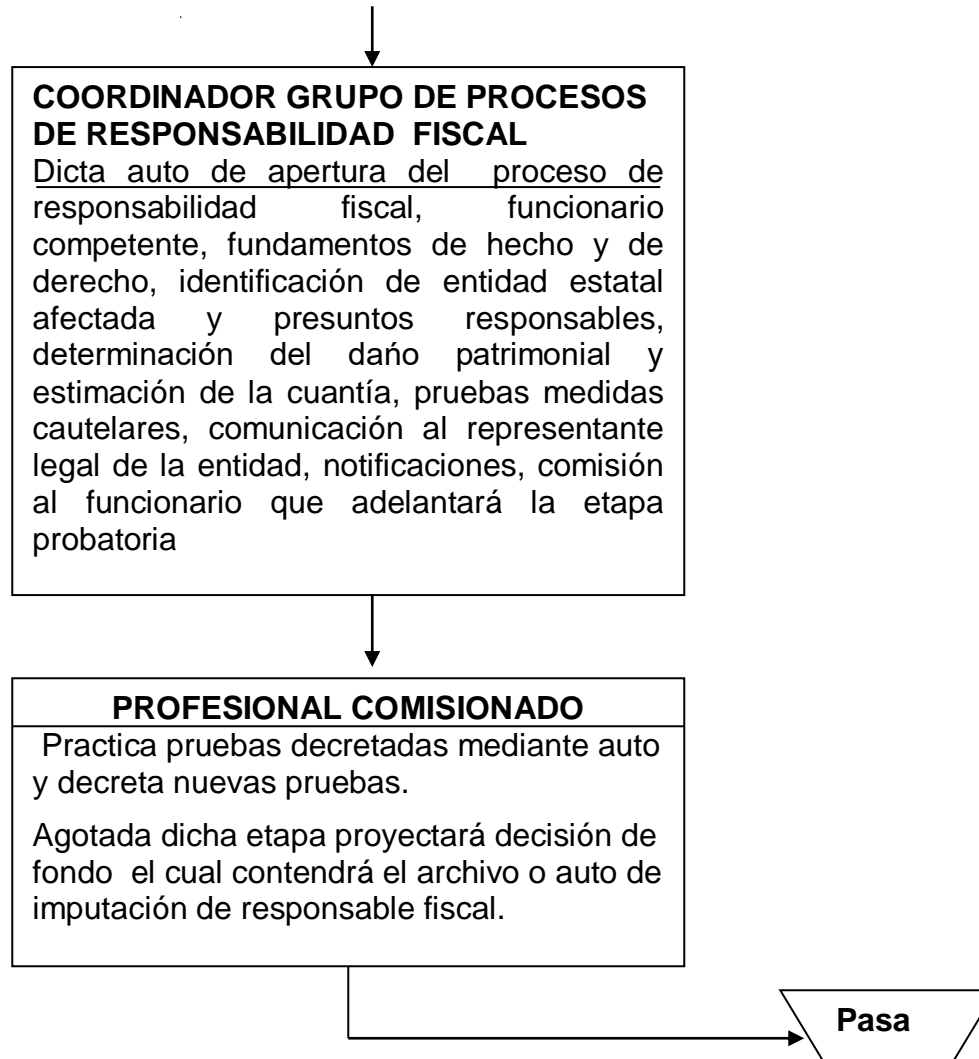 COORDINADOR GRUPO DE PROCESOS
DE RESPONSABILIDAD FISCAL
Dicta auto de apertura del proceso de
responsabilidad fiscal, funcionario
competente, fundamentos de hecho y de
derecho, identificación de entidad estatal
afectada y presuntos responsables,
determinación del daño patrimonial y
estimación de la cuantía, pruebas medidas
cautelares, comunicación al representante
legal de la entidad, notificaciones, comisión
al funcionario que adelantará la etapa
probatoria
PROFESIONAL COMISIONADO
Practica pruebas decretadas mediante auto
y decreta nuevas pruebas.
Agotada dicha etapa proyectará decisión de
fondo el cual contendrá el archivo o auto de
imputación de responsable fiscal.
Pasa